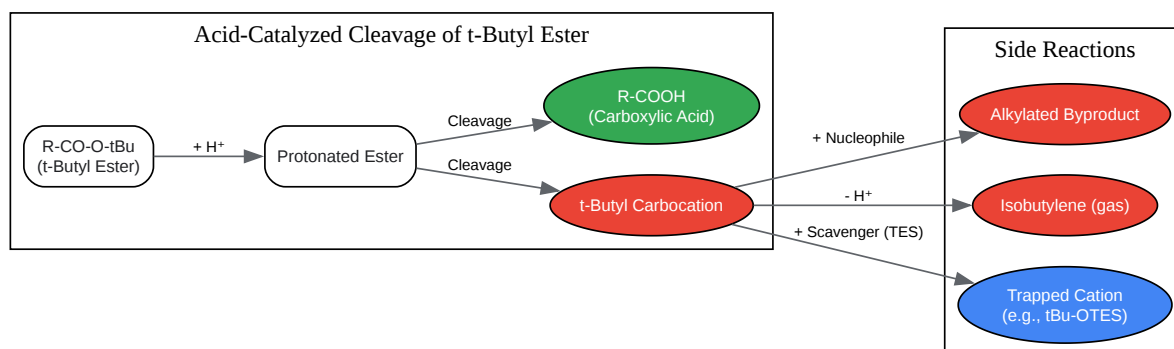 Acid-Catalyzed Cleavage of t-Butyl Ester
R-CO-O-tBu
(t-Butyl Ester)
+ H⁺
Protonated Ester
Cleavage
R-COOH
(Carboxylic Acid)
Cleavage
t-Butyl Carbocation
Side Reactions
+ Nucleophile
Alkylated Byproduct
- H⁺
Isobutylene (gas)
+ Scavenger (TES)
Trapped Cation
(e.g., tBu-OTES)